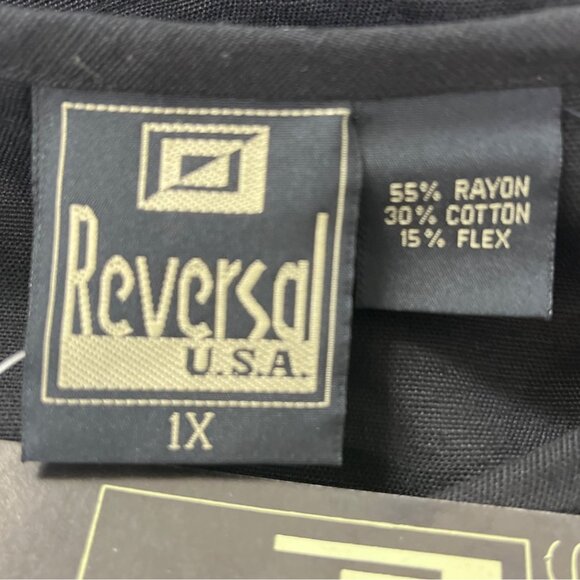 Reversal
U.S.A.
1X
55% RAYON
30% COTTON
15% FLEX